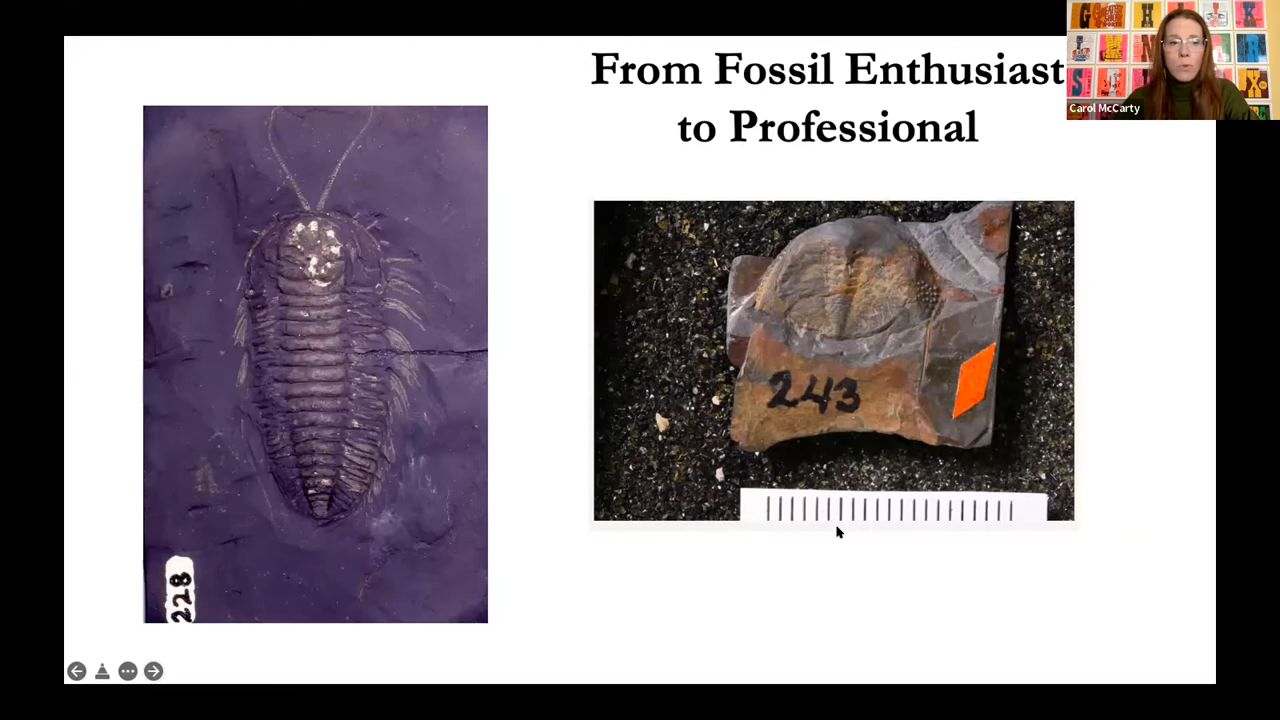 From Fossil Enthusiast
to Professional
Carol McCarty
243
228